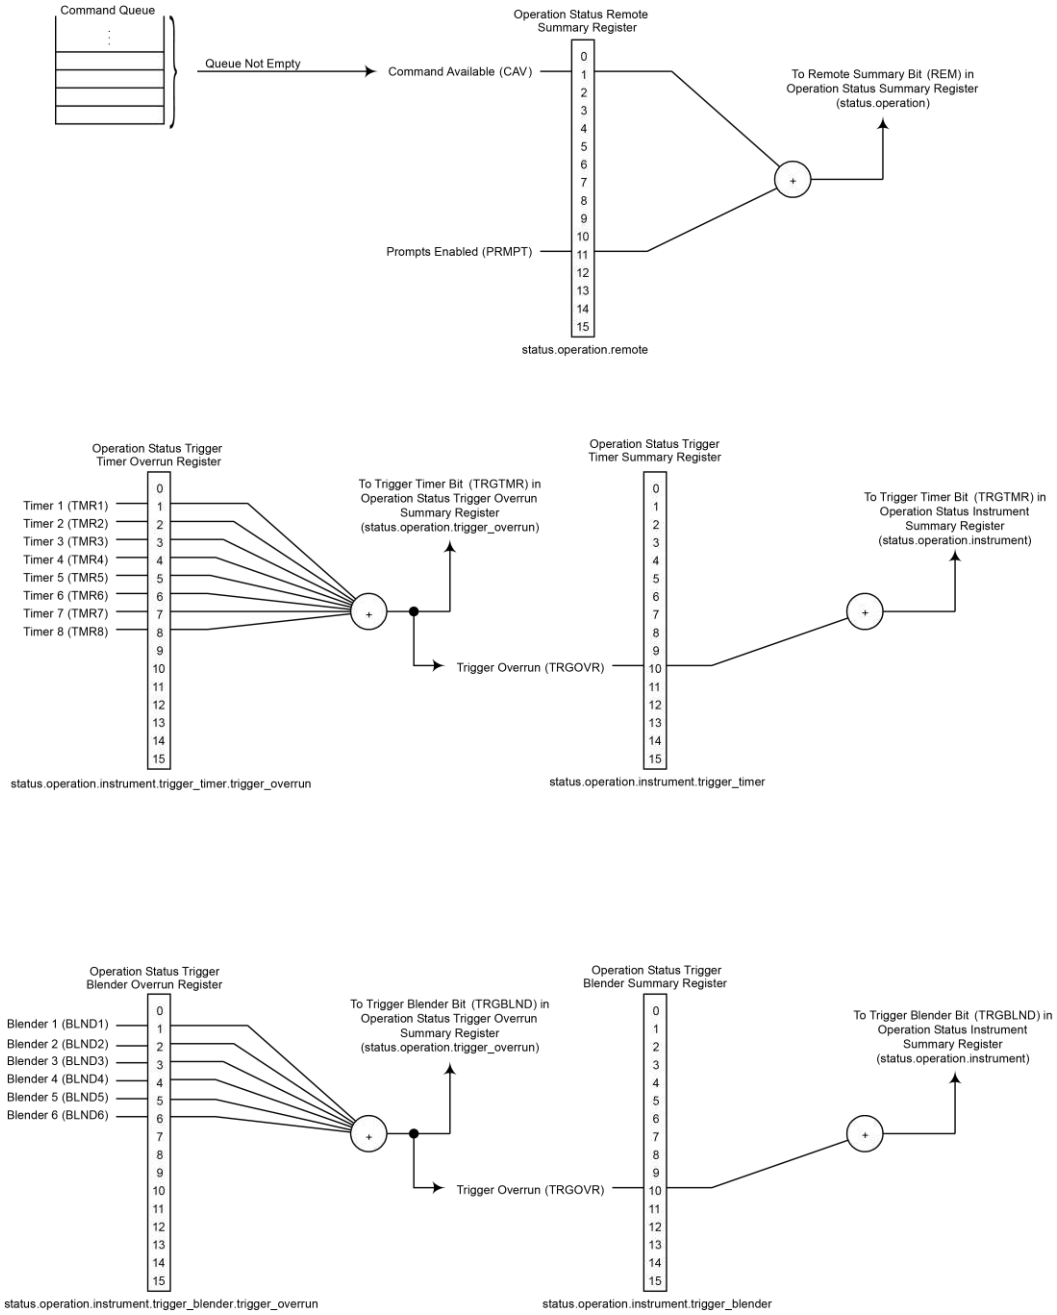 Command Queue
Queue Not Empty
Command Available (CAV)
Prompts Enabled (PRMPT)
Operation Status Remote
Summary Register
0
1
2
3
4
5
6
7
8
9
10
11
12
13
14
15
status.operation.remote
+
To Remote Summary Bit (REM) in
Operation Status Summary Register
(status.operation)
Operation Status Trigger
Timer Overrun Register
Timer 1 (TMR1)
Timer 2 (TMR2)
Timer 3 (TMR3)
Timer 4 (TMR4)
Timer 5 (TMR5)
Timer 6 (TMR6)
Timer 7 (TMR7)
Timer 8 (TMR8)
0
1
2
3
4
5
6
7
8
9
10
11
12
13
14
15
status.operation.instrument.trigger_timer.trigger_overrun
+
To Trigger Timer Bit (TRGTMR) in
Operation Status Trigger Overrun
Summary Register
(status.operation.trigger_overrun)
Trigger Overrun (TRGOVR)
Operation Status Trigger
Timer Summary Register
0
1
2
3
4
5
6
7
8
9
10
11
12
13
14
15
status.operation.instrument.trigger_timer
+
To Trigger Timer Bit (TRGTMR) in
Operation Status Instrument
Summary Register
(status.operation.instrument)
Operation Status Trigger
Blender Overrun Register
Blender 1 (BLND1)
Blender 2 (BLND2)
Blender 3 (BLND3)
Blender 4 (BLND4)
Blender 5 (BLND5)
Blender 6 (BLND6)
0
1
2
3
4
5
6
7
8
9
10
11
12
13
14
15
status.operation.instrument.trigger_blender.trigger_overrun
+
To Trigger Blender Bit (TRGBLND) in
Operation Status Trigger Overrun
Summary Register
(status.operation.trigger_overrun)
Trigger Overrun (TRGOVR)
Operation Status Trigger
Blender Summary Register
0
1
2
3
4
5
6
7
8
9
10
11
12
13
14
15
status.operation.instrument.trigger_blender
+
To Trigger Blender Bit (TRGBLND) in
Operation Status Instrument
Summary Register
(status.operation.instrument)